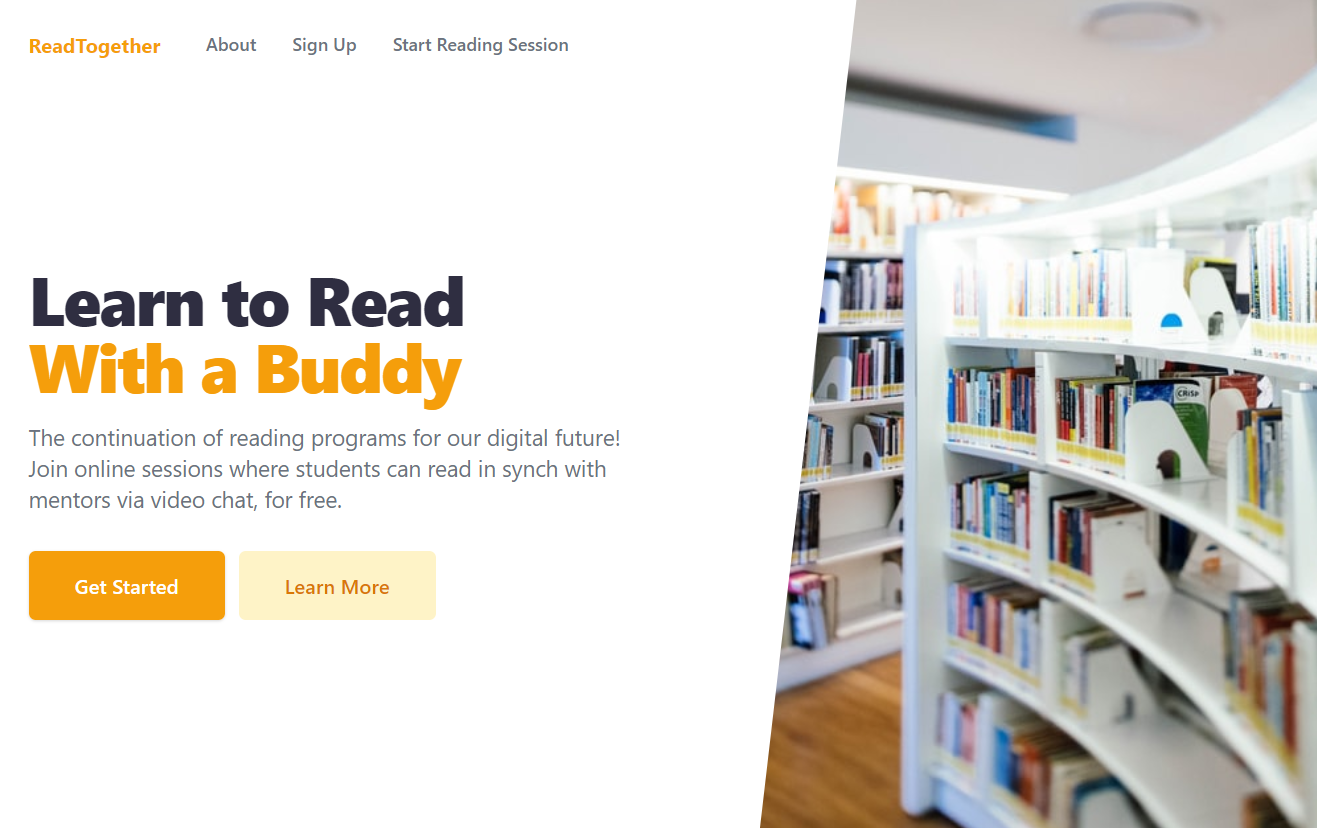 ReadTogether
About
Sign Up
Start Reading Session
Learn to Read
With a Buddy
The continuation of reading programs for our digital future!
Join online sessions where students can read in synch with
mentors via video chat, for free.
Get Started
Learn More
CRiSP